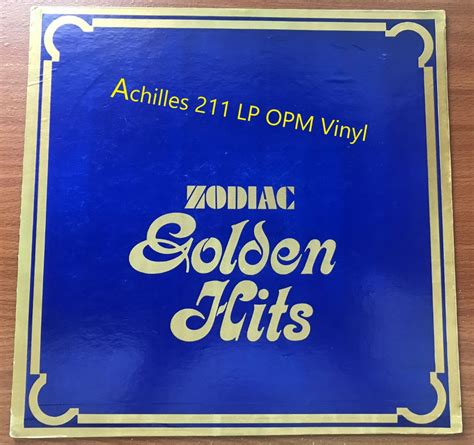 Achilles 211 LP OPM Vinyl
ZODIAC
Golden
Hits